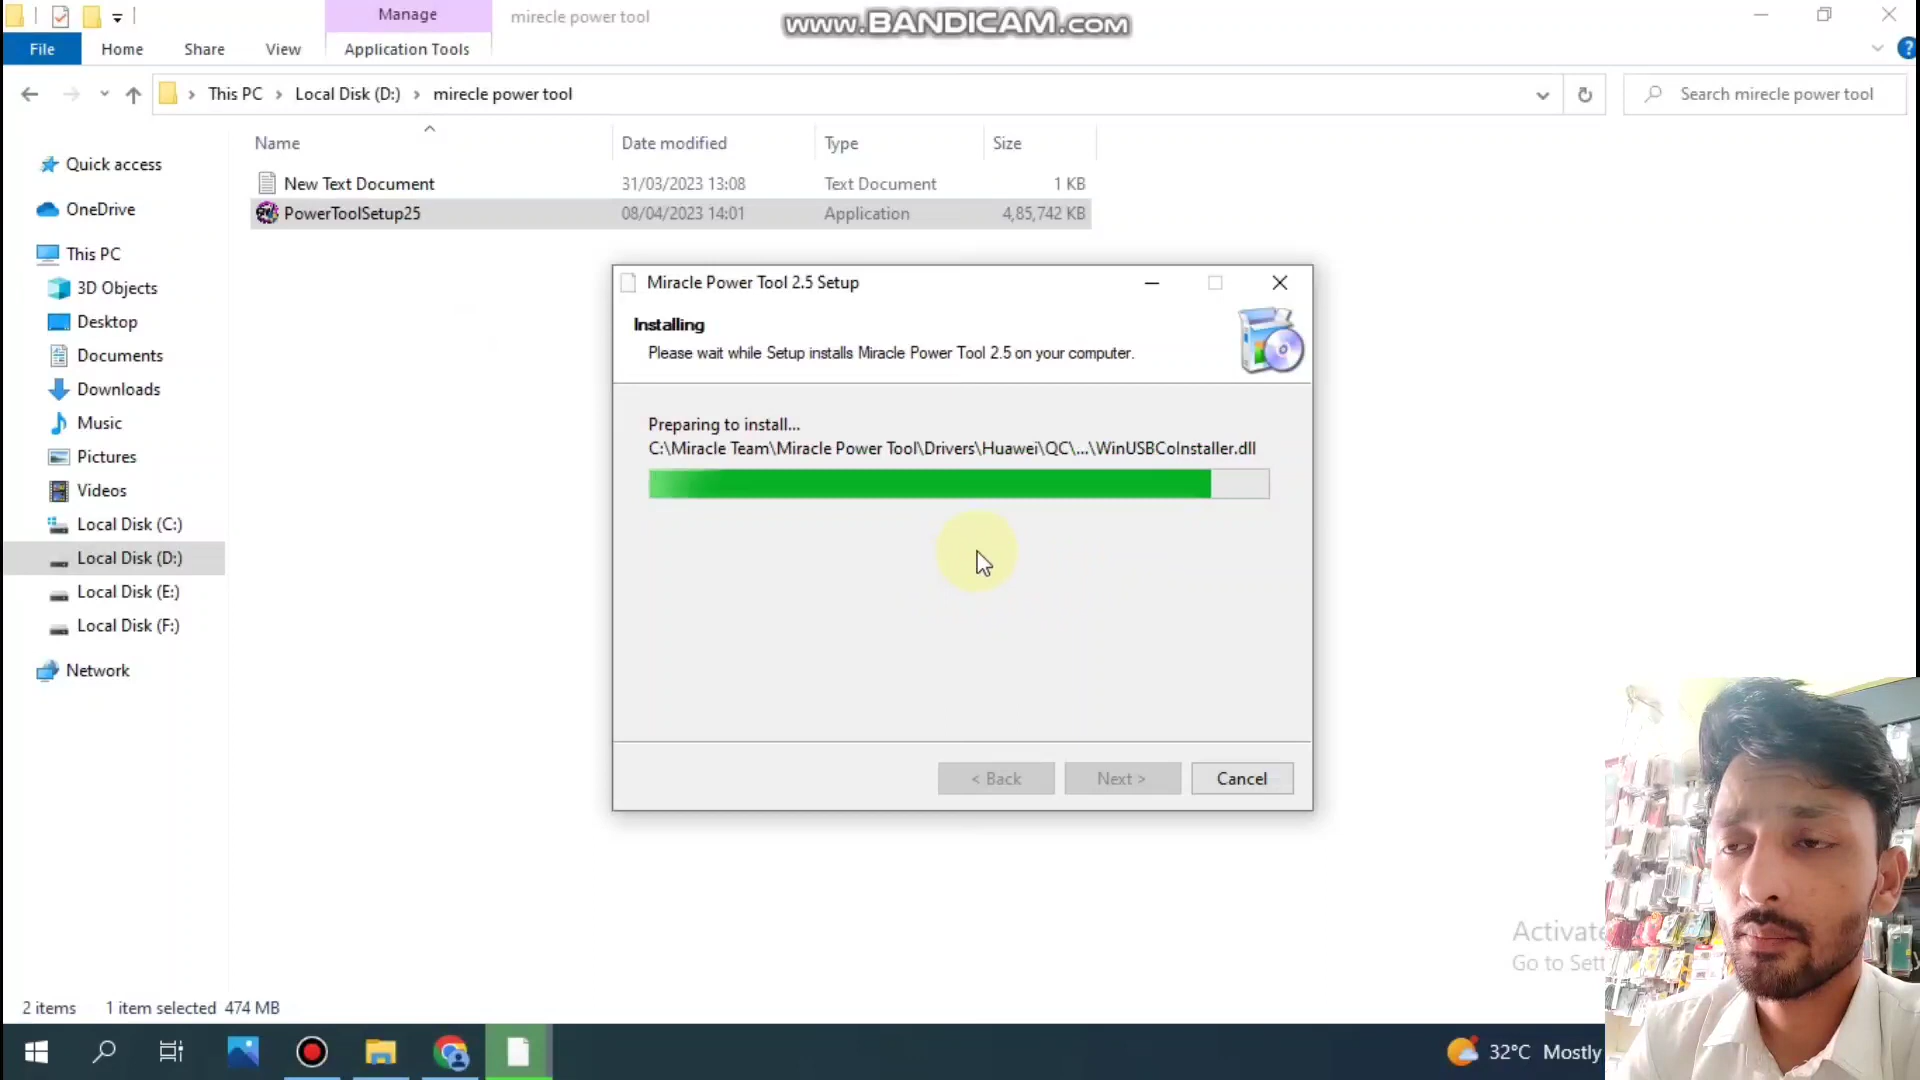 Manage
mirecle power tool
www.BANDICAM.com
File
Home
Share
View
Application Tools
This PC
Local Disk (D:)
mirecle power tool
Search mirecle power tool
Name
Date modified
Type
Size
New Text Document
31/03/2023 13:08
Text Document
1 KB
PowerToolSetup25
08/04/2023 14:01
Application
4,85,742 KB
Quick access
OneDrive
This PC
3D Objects
Desktop
Documents
Downloads
Music
Pictures
Videos
Local Disk (C:)
Local Disk (D:)
Local Disk (E:)
Local Disk (F:)
Network
Miracle Power Tool 2.5 Setup
Installing
Please wait while Setup installs Miracle Power Tool 2.5 on your computer.
Preparing to install...
C:\Miracle Team\Miracle Power Tool\Drivers\Huawei\QC\...\WinUSBCoInstaller.dll
< Back
Next >
Cancel
Activate
Go to Sett
2 items
1 item selected 474 MB
32°C Mostly